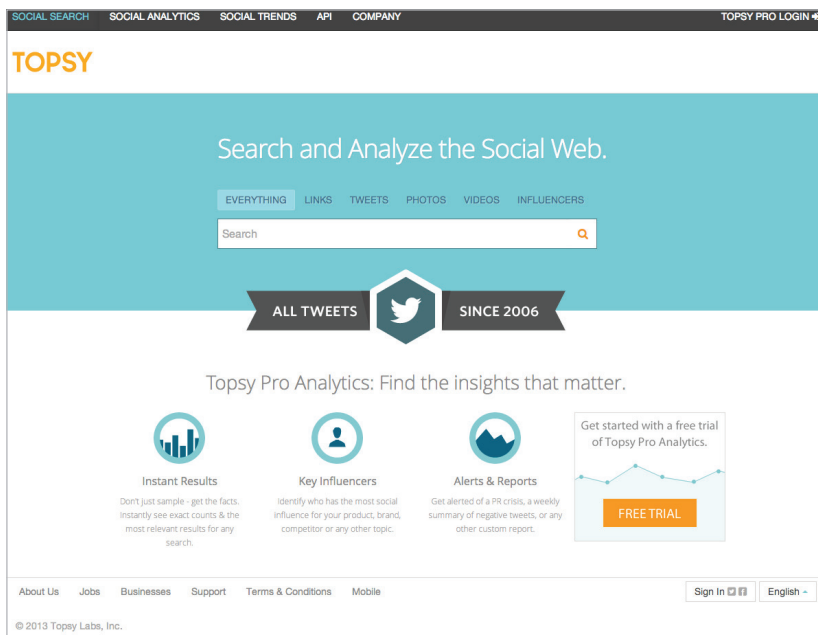 SOCIAL SEARCH SOCIAL ANALYTICS SOCIAL TRENDS API COMPANY TOPSY PRO LOGIN
TOPSY
Search and Analyze the Social Web.
EVERYTHING LINKS TWEETS PHOTOS VIDEOS INFLUENCERS
Search
ALL TWEETS SINCE 2006
Topsy Pro Analytics: Find the insights that matter.
Instant Results
Don't just sample - get the facts.
Instantly see exact counts & the
most relevant results for any
search.
Key Influencers
Identify who has the most social
influence for your product, brand,
competitor or any other topic.
Alerts & Reports
Get alerted of a PR crisis, a weekly
summary of negative tweets, or any
other custom report.
Get started with a free trial
of Topsy Pro Analytics.
FREE TRIAL
About Us Jobs Businesses Support Terms & Conditions Mobile Sign In English
© 2013 Topsy Labs, Inc.